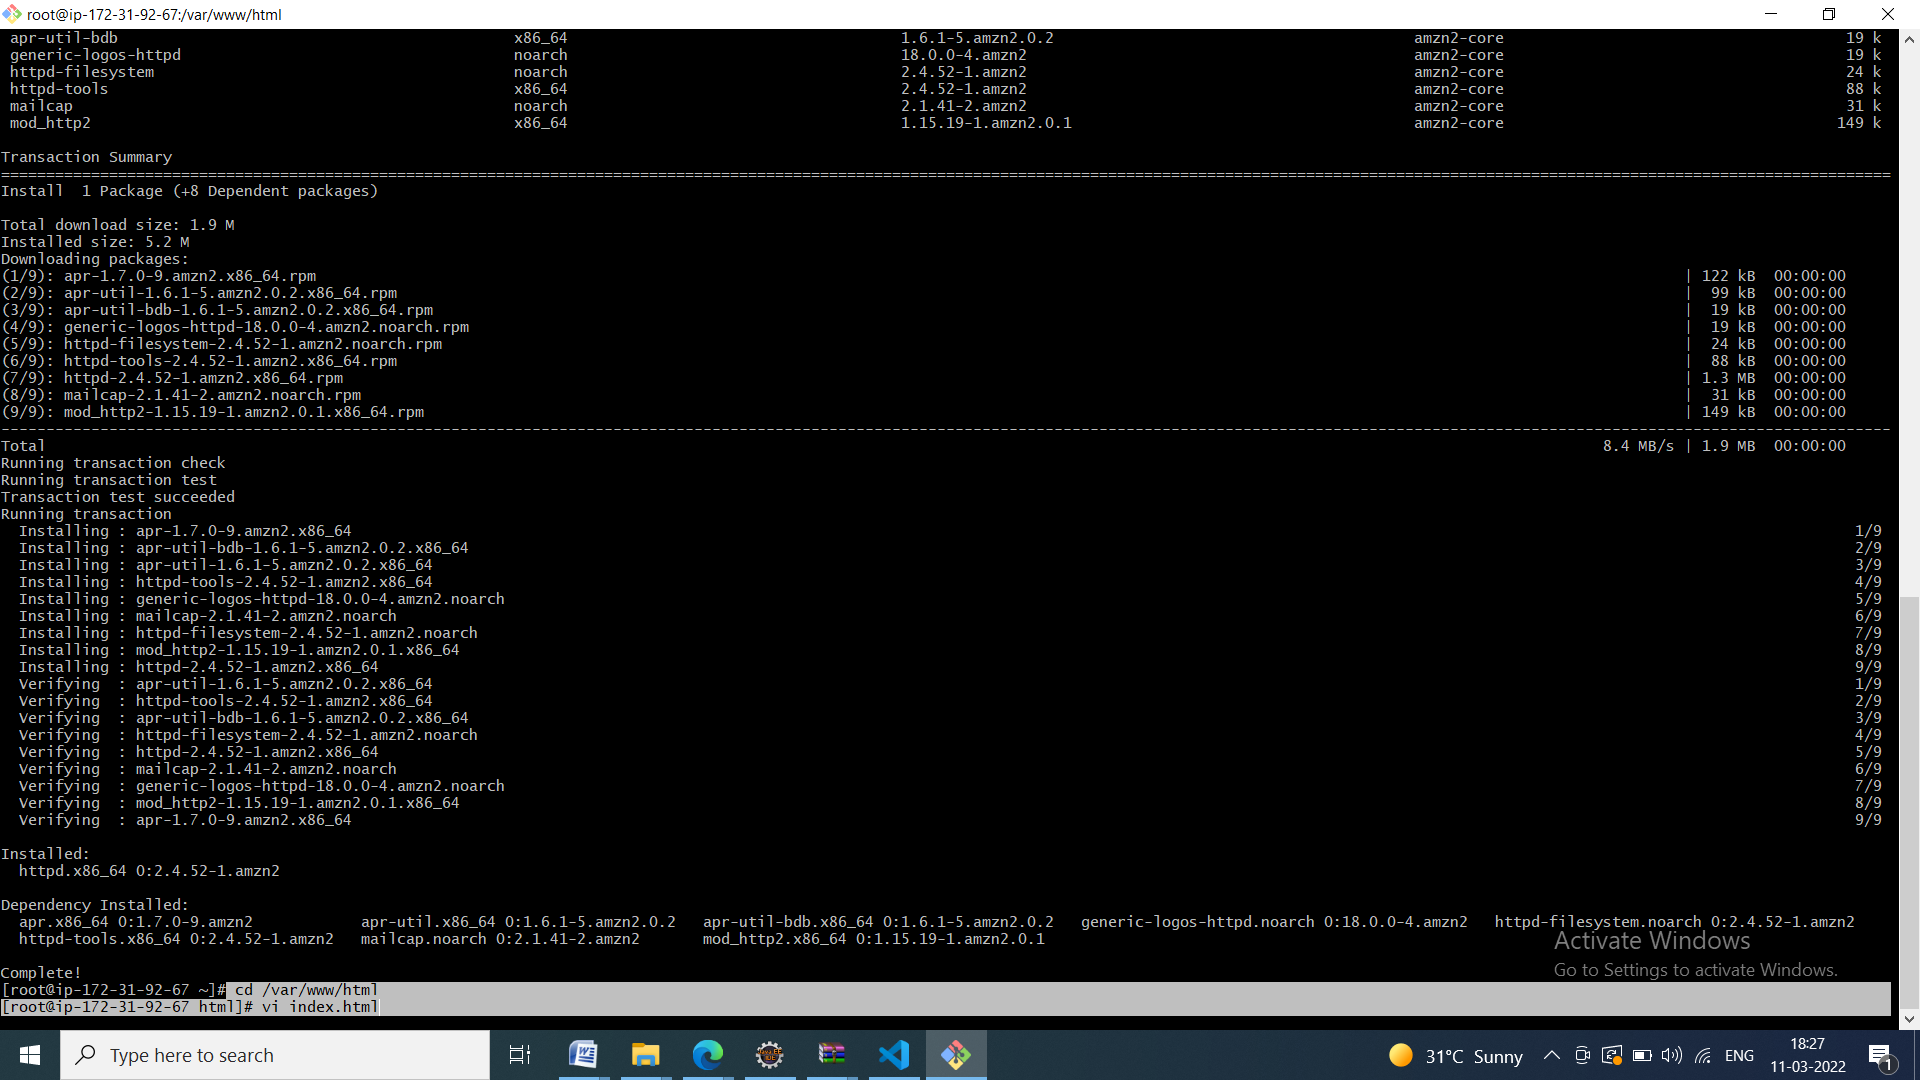 root@ip-172-31-92-67:/var/www/html
apr-util-bdb x86_64 1.6.1-5.amzn2.0.2 amzn2-core 19 k
generic-logos-httpd noarch 18.0.0-4.amzn2 amzn2-core 19 k
httpd-filesystem noarch 2.4.52-1.amzn2 amzn2-core 24 k
httpd-tools x86_64 2.4.52-1.amzn2 amzn2-core 88 k
mailcap noarch 2.1.41-2.amzn2 amzn2-core 31 k
mod_http2 x86_64 1.15.19-1.amzn2.0.1 amzn2-core 149 k
Transaction Summary
================================================================================
Install 1 Package (+8 Dependent packages)
Total download size: 1.9 M
Installed size: 5.2 M
Downloading packages:
(1/9): apr-1.7.0-9.amzn2.x86_64.rpm | 122 kB 00:00:00
(2/9): apr-util-1.6.1-5.amzn2.0.2.x86_64.rpm | 99 kB 00:00:00
(3/9): apr-util-bdb-1.6.1-5.amzn2.0.2.x86_64.rpm | 19 kB 00:00:00
(4/9): generic-logos-httpd-18.0.0-4.amzn2.noarch.rpm | 19 kB 00:00:00
(5/9): httpd-filesystem-2.4.52-1.amzn2.noarch.rpm | 24 kB 00:00:00
(6/9): httpd-tools-2.4.52-1.amzn2.x86_64.rpm | 88 kB 00:00:00
(7/9): httpd-2.4.52-1.amzn2.x86_64.rpm | 1.3 MB 00:00:00
(8/9): mailcap-2.1.41-2.amzn2.noarch.rpm | 31 kB 00:00:00
(9/9): mod_http2-1.15.19-1.amzn2.0.1.x86_64.rpm | 149 kB 00:00:00
--------------------------------------------------------------------------------
Total 8.4 MB/s | 1.9 MB 00:00:00
Running transaction check
Running transaction test
Transaction test succeeded
Running transaction
Installing : apr-1.7.0-9.amzn2.x86_64 1/9
Installing : apr-util-bdb-1.6.1-5.amzn2.0.2.x86_64 2/9
Installing : apr-util-1.6.1-5.amzn2.0.2.x86_64 3/9
Installing : httpd-tools-2.4.52-1.amzn2.x86_64 4/9
Installing : generic-logos-httpd-18.0.0-4.amzn2.noarch 5/9
Installing : mailcap-2.1.41-2.amzn2.noarch 6/9
Installing : httpd-filesystem-2.4.52-1.amzn2.noarch 7/9
Installing : mod_http2-1.15.19-1.amzn2.0.1.x86_64 8/9
Installing : httpd-2.4.52-1.amzn2.x86_64 9/9
Verifying : apr-util-1.6.1-5.amzn2.0.2.x86_64 1/9
Verifying : httpd-tools-2.4.52-1.amzn2.x86_64 2/9
Verifying : apr-util-bdb-1.6.1-5.amzn2.0.2.x86_64 3/9
Verifying : httpd-filesystem-2.4.52-1.amzn2.noarch 4/9
Verifying : httpd-2.4.52-1.amzn2.x86_64 5/9
Verifying : mailcap-2.1.41-2.amzn2.noarch 6/9
Verifying : generic-logos-httpd-18.0.0-4.amzn2.noarch 7/9
Verifying : mod_http2-1.15.19-1.amzn2.0.1.x86_64 8/9
Verifying : apr-1.7.0-9.amzn2.x86_64 9/9
Installed:
httpd.x86_64 0:2.4.52-1.amzn2
Dependency Installed:
apr.x86_64 0:1.7.0-9.amzn2 apr-util.x86_64 0:1.6.1-5.amzn2.0.2 apr-util-bdb.x86_64 0:1.6.1-5.amzn2.0.2 generic-logos-httpd.noarch 0:18.0.0-4.amzn2 httpd-filesystem.noarch 0:2.4.52-1.amzn2
httpd-tools.x86_64 0:2.4.52-1.amzn2 mailcap.noarch 0:2.1.41-2.amzn2 mod_http2.x86_64 0:1.15.19-1.amzn2.0.1
Activate Windows
Go to Settings to activate Windows.
Complete!
[root@ip-172-31-92-67 ~]# cd /var/www/html
[root@ip-172-31-92-67 html]# vi index.html
Type here to search
31°C Sunny
ENG
18:27
11-03-2022
1